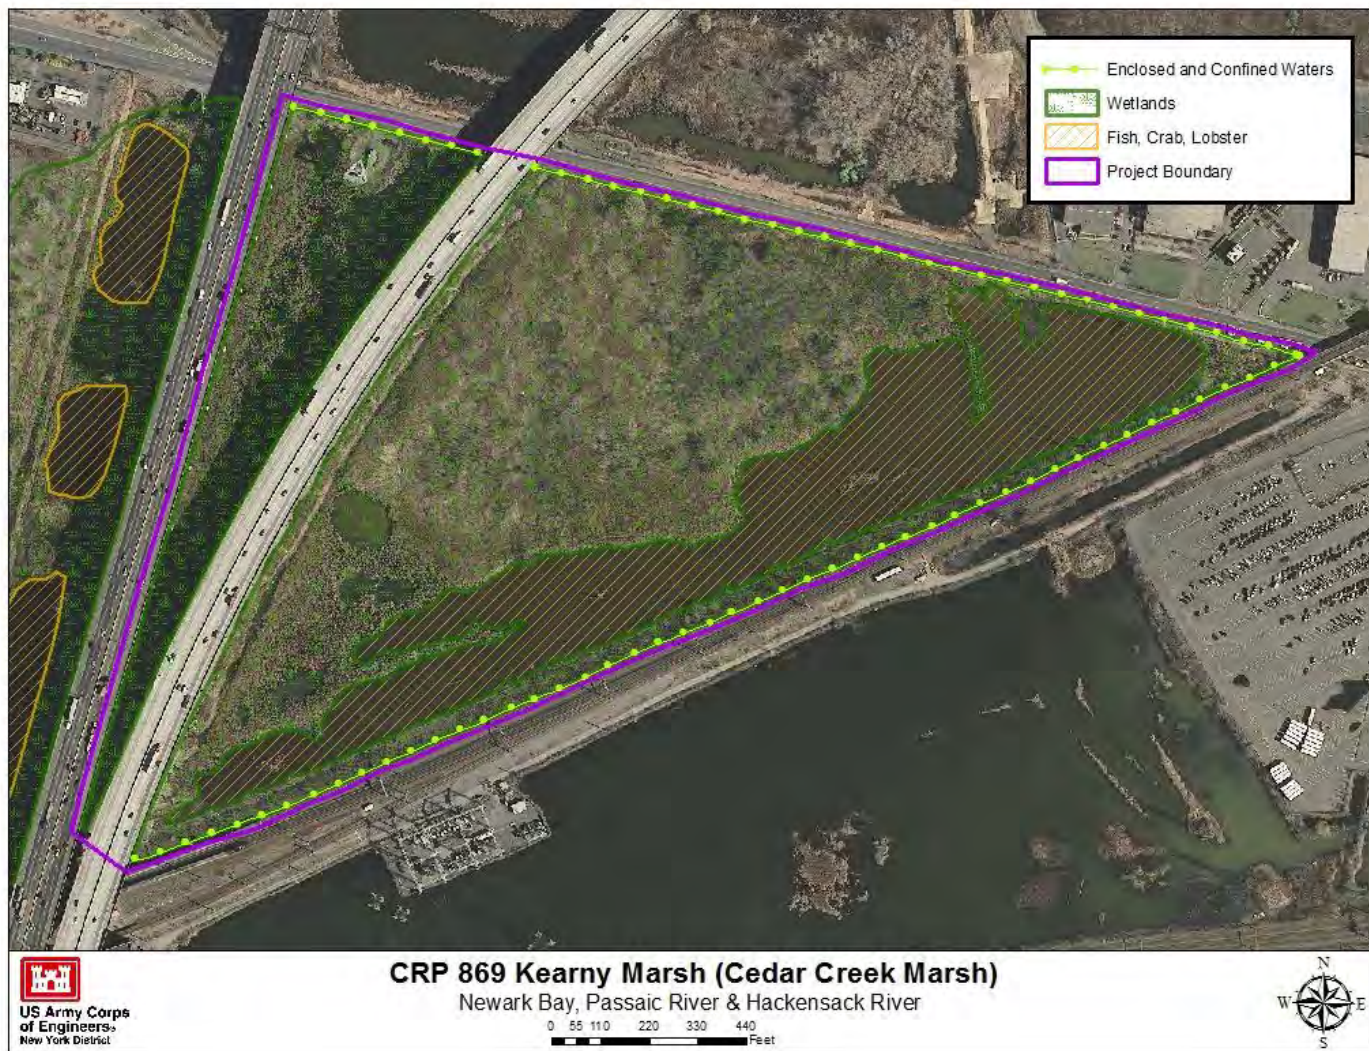 Enclosed and Confined Waters
Wetlands
Fish, Crab, Lobster
Project Boundary
US Army Corps
of Engineers®
New York District
CRP 869 Kearny Marsh (Cedar Creek Marsh)
Newark Bay, Passaic River & Hackensack River
0 55 110 220 330 440
Feet
N
W E
S